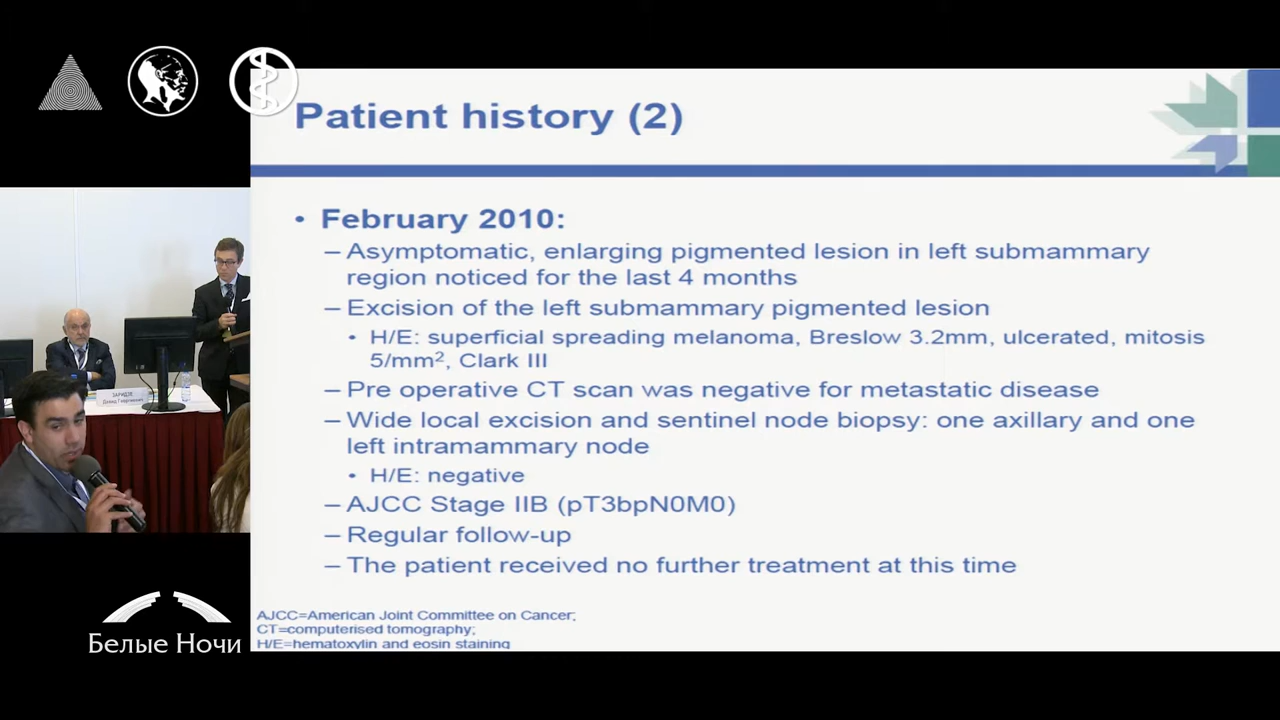 Patient history (2)
• February 2010:
– Asymptomatic, enlarging pigmented lesion in left submammary
region noticed for the last 4 months
– Excision of the left submammary pigmented lesion
• H/E: superficial spreading melanoma, Breslow 3.2mm, ulcerated, mitosis
5/mm², Clark III
– Pre operative CT scan was negative for metastatic disease
– Wide local excision and sentinel node biopsy: one axillary and one
left intramammary node
• H/E: negative
– AJCC Stage IIB (pT3bpN0M0)
– Regular follow-up
– The patient received no further treatment at this time
AJCC=American Joint Committee on Cancer;
CT=computerised tomography;
H/E=hematoxylin and eosin staining
ЗАРИДЗЕ
Давид Георгиевич
Белые Ночи